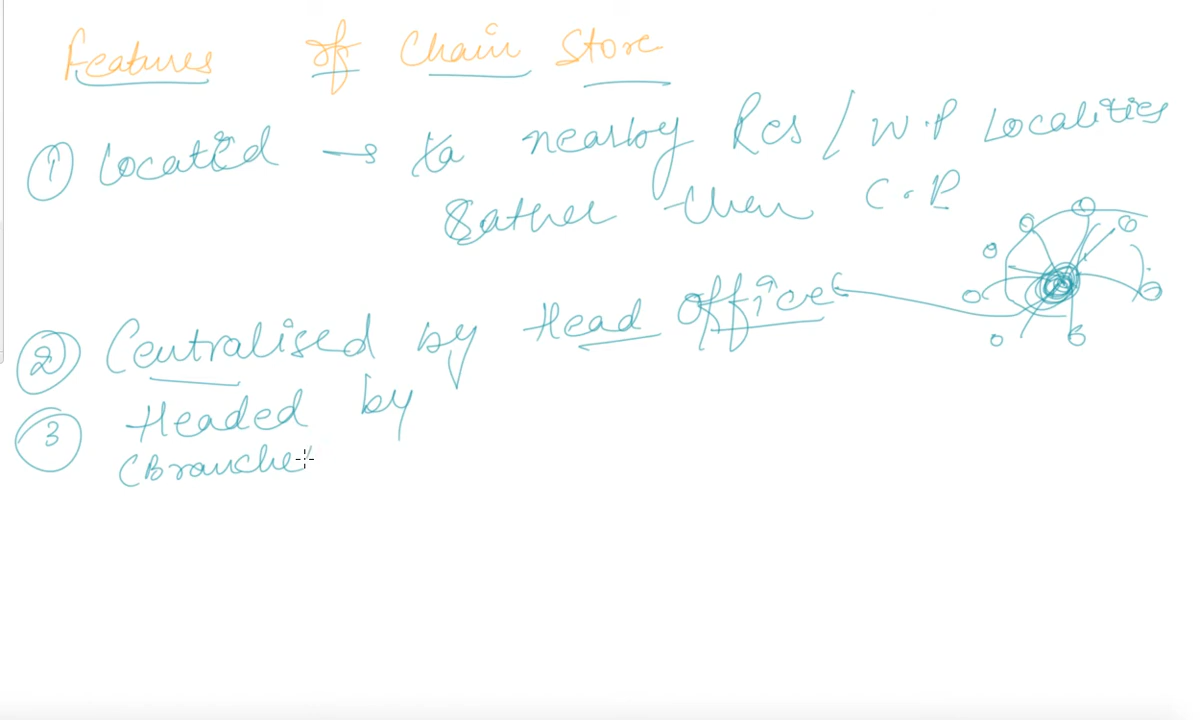 Features of Chain Store
① Located → to nearby Res / W.P Localities
rather then C.P
② Centralised by Head Office
③ Headed by
(Branches